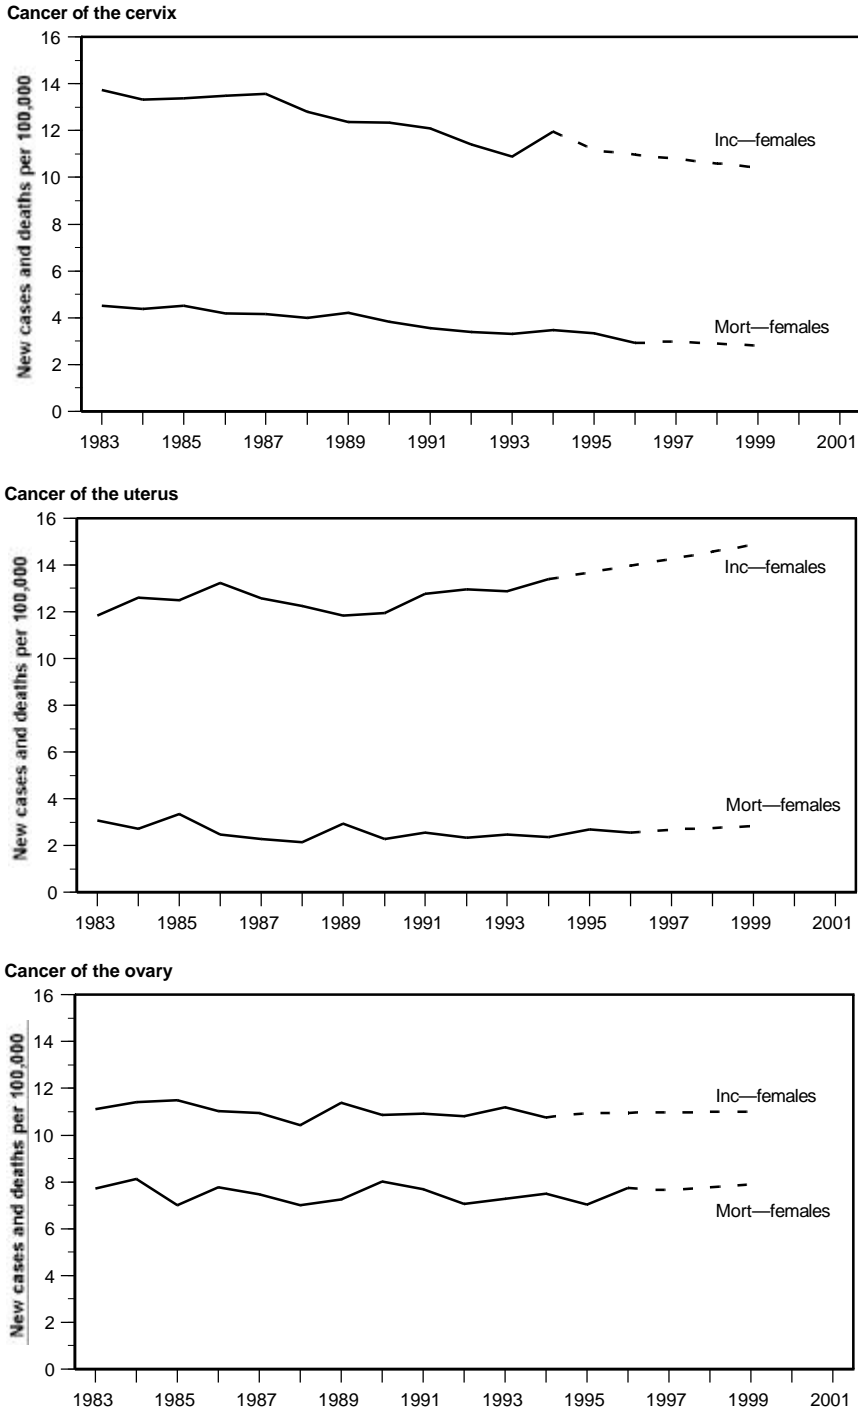 Cancer of the cervix
New cases and deaths per 100,000
16
14
12
10
8
6
4
2
0
Inc—females
Mort—females
1983 1985 1987 1989 1991 1993 1995 1997 1999 2001
Cancer of the uterus
New cases and deaths per 100,000
16
14
12
10
8
6
4
2
0
Inc—females
Mort—females
1983 1985 1987 1989 1991 1993 1995 1997 1999 2001
Cancer of the ovary
New cases and deaths per 100,000
16
14
12
10
8
6
4
2
0
Inc—females
Mort—females
1983 1985 1987 1989 1991 1993 1995 1997 1999 2001